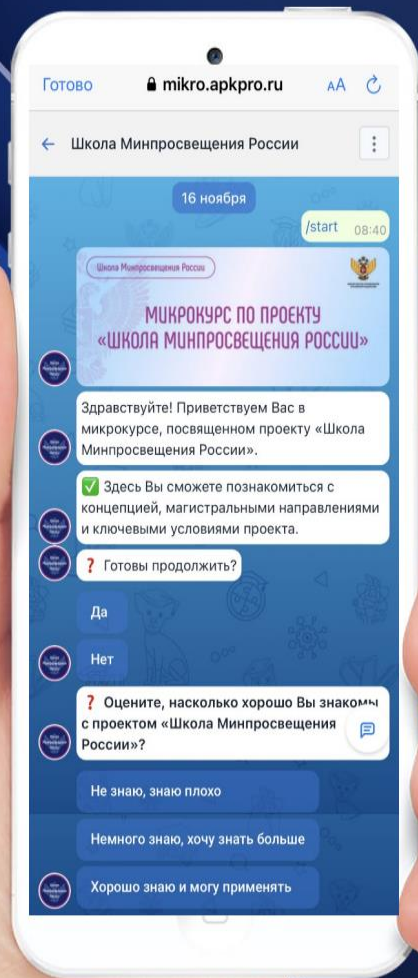 Готово
mikro.apkpro.ru
AA
Школа Минпросвещения России
16 ноября
/start 08:40
Школа Минпросвещения России
МИКРОКУРС ПО ПРОЕКТУ
«ШКОЛА МИНПРОСВЕЩЕНИЯ РОССИИ»
Здравствуйте! Приветствуем Вас в
микрокурсе, посвященном проекту «Школа
Минпросвещения России».
✅ Здесь Вы сможете познакомиться с
концепцией, магистральными направлениями
и ключевыми условиями проекта.
❓ Готовы продолжить?
Да
Нет
❓ Оцените, насколько хорошо Вы знакомы
с проектом «Школа Минпросвещения
России»?
Не знаю, знаю плохо
Немного знаю, хочу знать больше
Хорошо знаю и могу применять